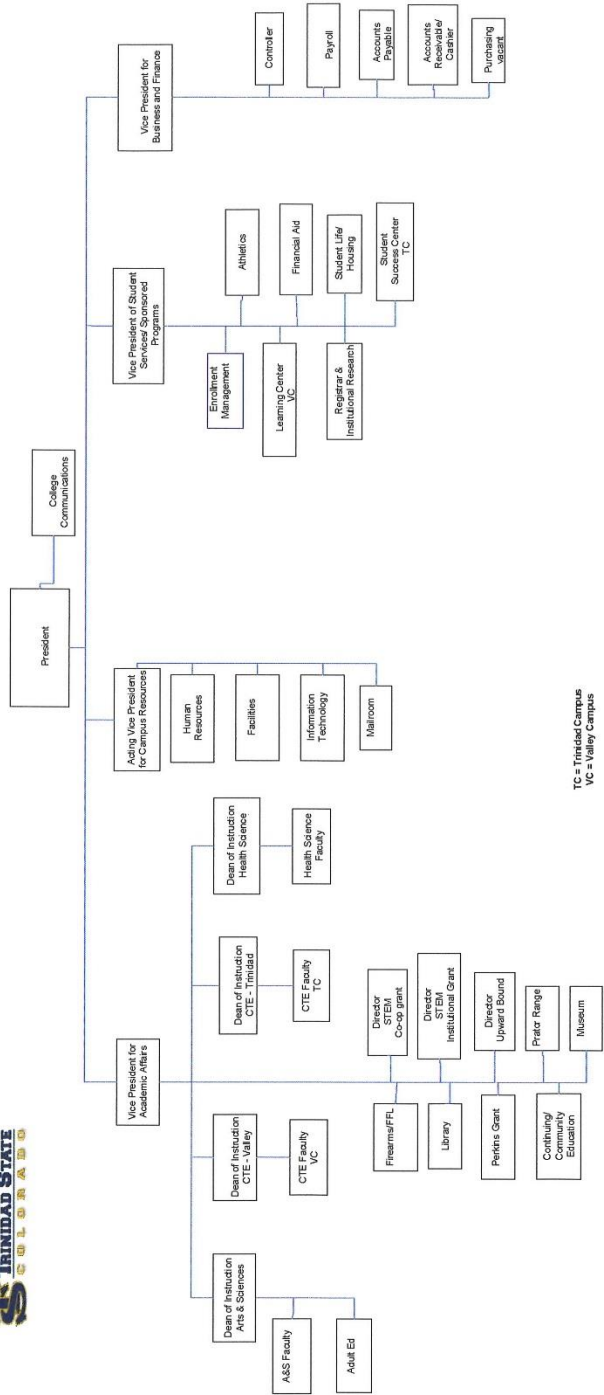 TRINIDAD STATE
COLORADO
President
College
Communications
Vice President for
Academic Affairs
Acting Vice President
for Campus Resources
Vice President of Student
Services/ Sponsored
Programs
Vice President for
Business and Finance
Dean of Instruction
Arts & Sciences
A&S Faculty
Adult Ed
Dean of Instruction
CTE - Valley
CTE Faculty
VC
Dean of Instruction
CTE - Trinidad
CTE Faculty
TC
Dean of Instruction
Health Science
Health Science
Faculty
Firearms/FFL
Director
STEM
Co-op grant
Library
Director
STEM
Institutional Grant
Perkins Grant
Director
Upward Bound
Continuing/
Community
Education
Prator Range
Museum
Human
Resources
Facilities
Information
Technology
Mailroom
Enrollment
Management
Athletics
Learning Center
VC
Financial Aid
Registrar &
Institutional Research
Student Life/
Housing
Student
Success Center
TC
Controller
Payroll
Accounts
Payable
Accounts
Receivable/
Cashier
Purchasing
vacant
TC = Trinidad Campus
VC = Valley Campus